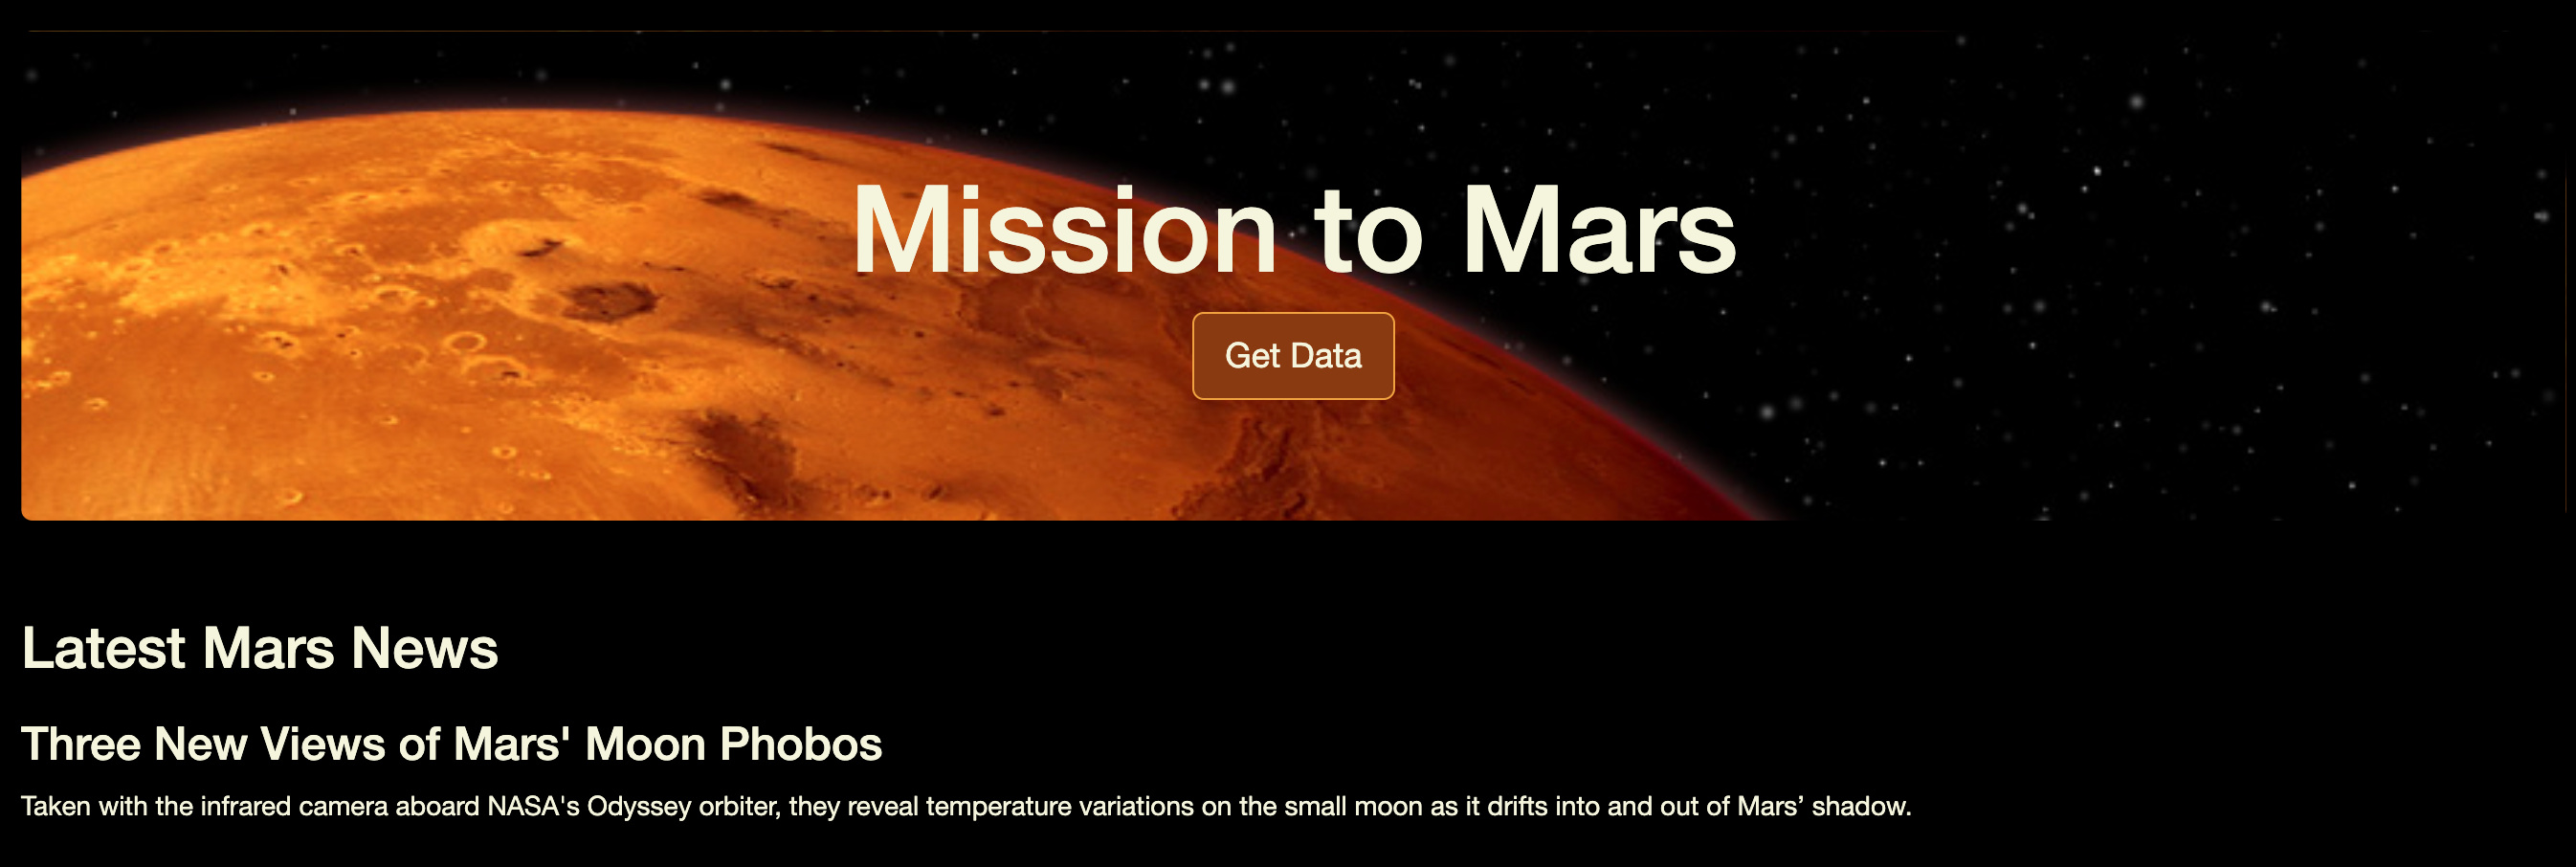 Mission to Mars
Get Data
Latest Mars News
Three New Views of Mars' Moon Phobos
Taken with the infrared camera aboard NASA's Odyssey orbiter, they reveal temperature variations on the small moon as it drifts into and out of Mars’ shadow.